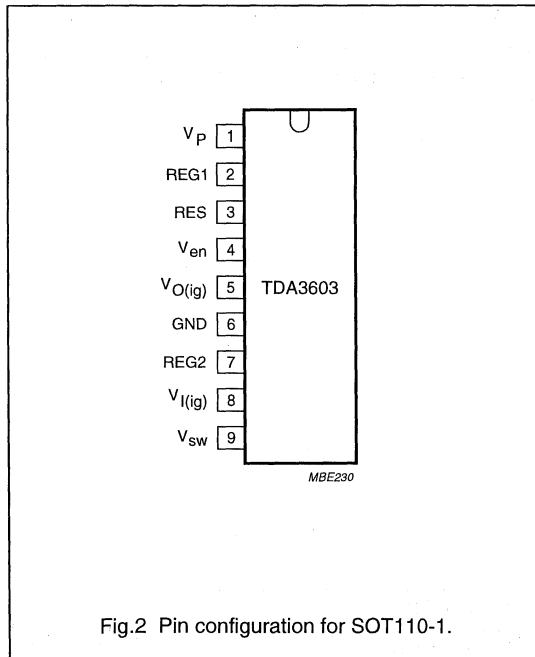 V_P 1
REG1 2
RES 3
V_en 4
V_O(ig) 5
TDA3603
GND 6
REG2 7
V_I(ig) 8
V_sw 9
MBE230
Fig.2 Pin configuration for SOT110-1.